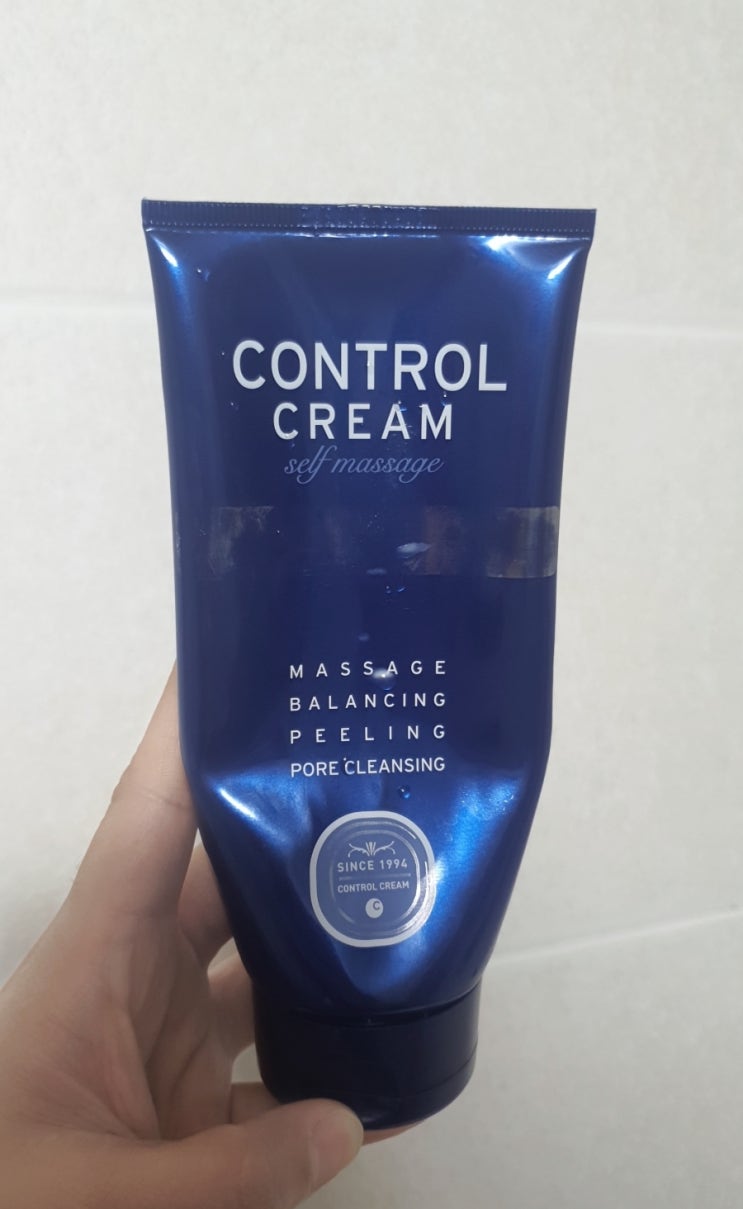 CONTROL
CREAM
self massage
MASSAGE
BALANCING
PEELING
PORE CLEANSING
SINCE 1994
CONTROL CREAM
C